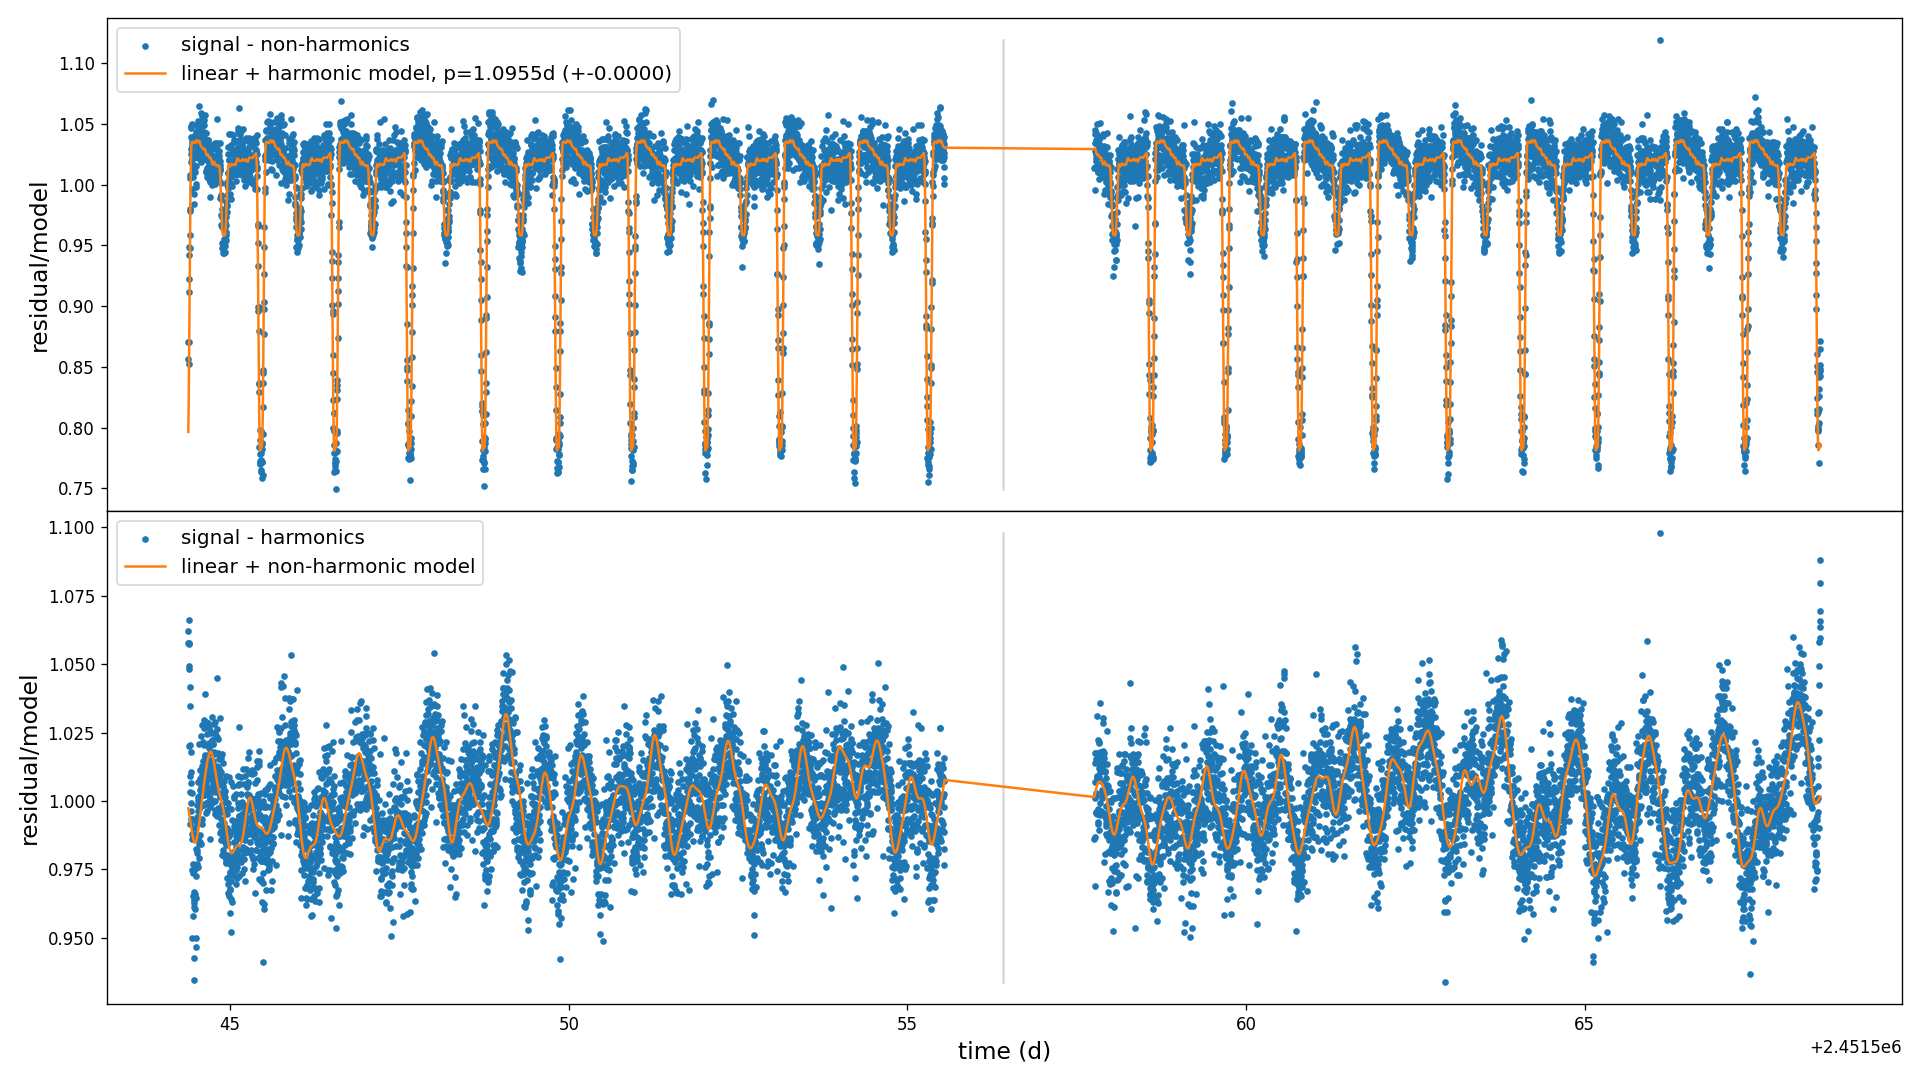 signal - non-harmonics
linear + harmonic model, p=1.0955d (+-0.0000)
1.10
1.05
1.00
0.95
0.90
0.85
0.80
0.75
residual/model
signal - harmonics
linear + non-harmonic model
1.100
1.075
1.050
1.025
1.000
0.975
0.950
residual/model
45
50
55
60
65
time (d)
+2.4515e6